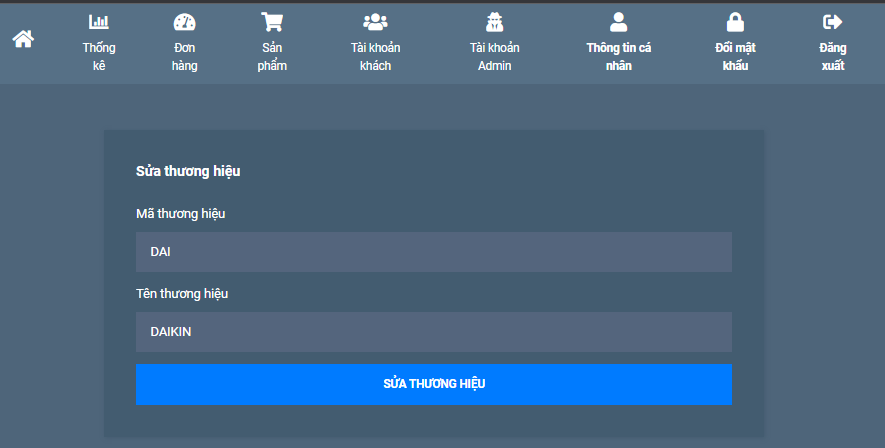 Thống kê
Đơn hàng
Sản phẩm
Tài khoản khách
Tài khoản Admin
Thông tin cá nhân
Đổi mật khẩu
Đăng xuất
Sửa thương hiệu
Mã thương hiệu
DAI
Tên thương hiệu
DAIKIN
SỬA THƯƠNG HIỆU